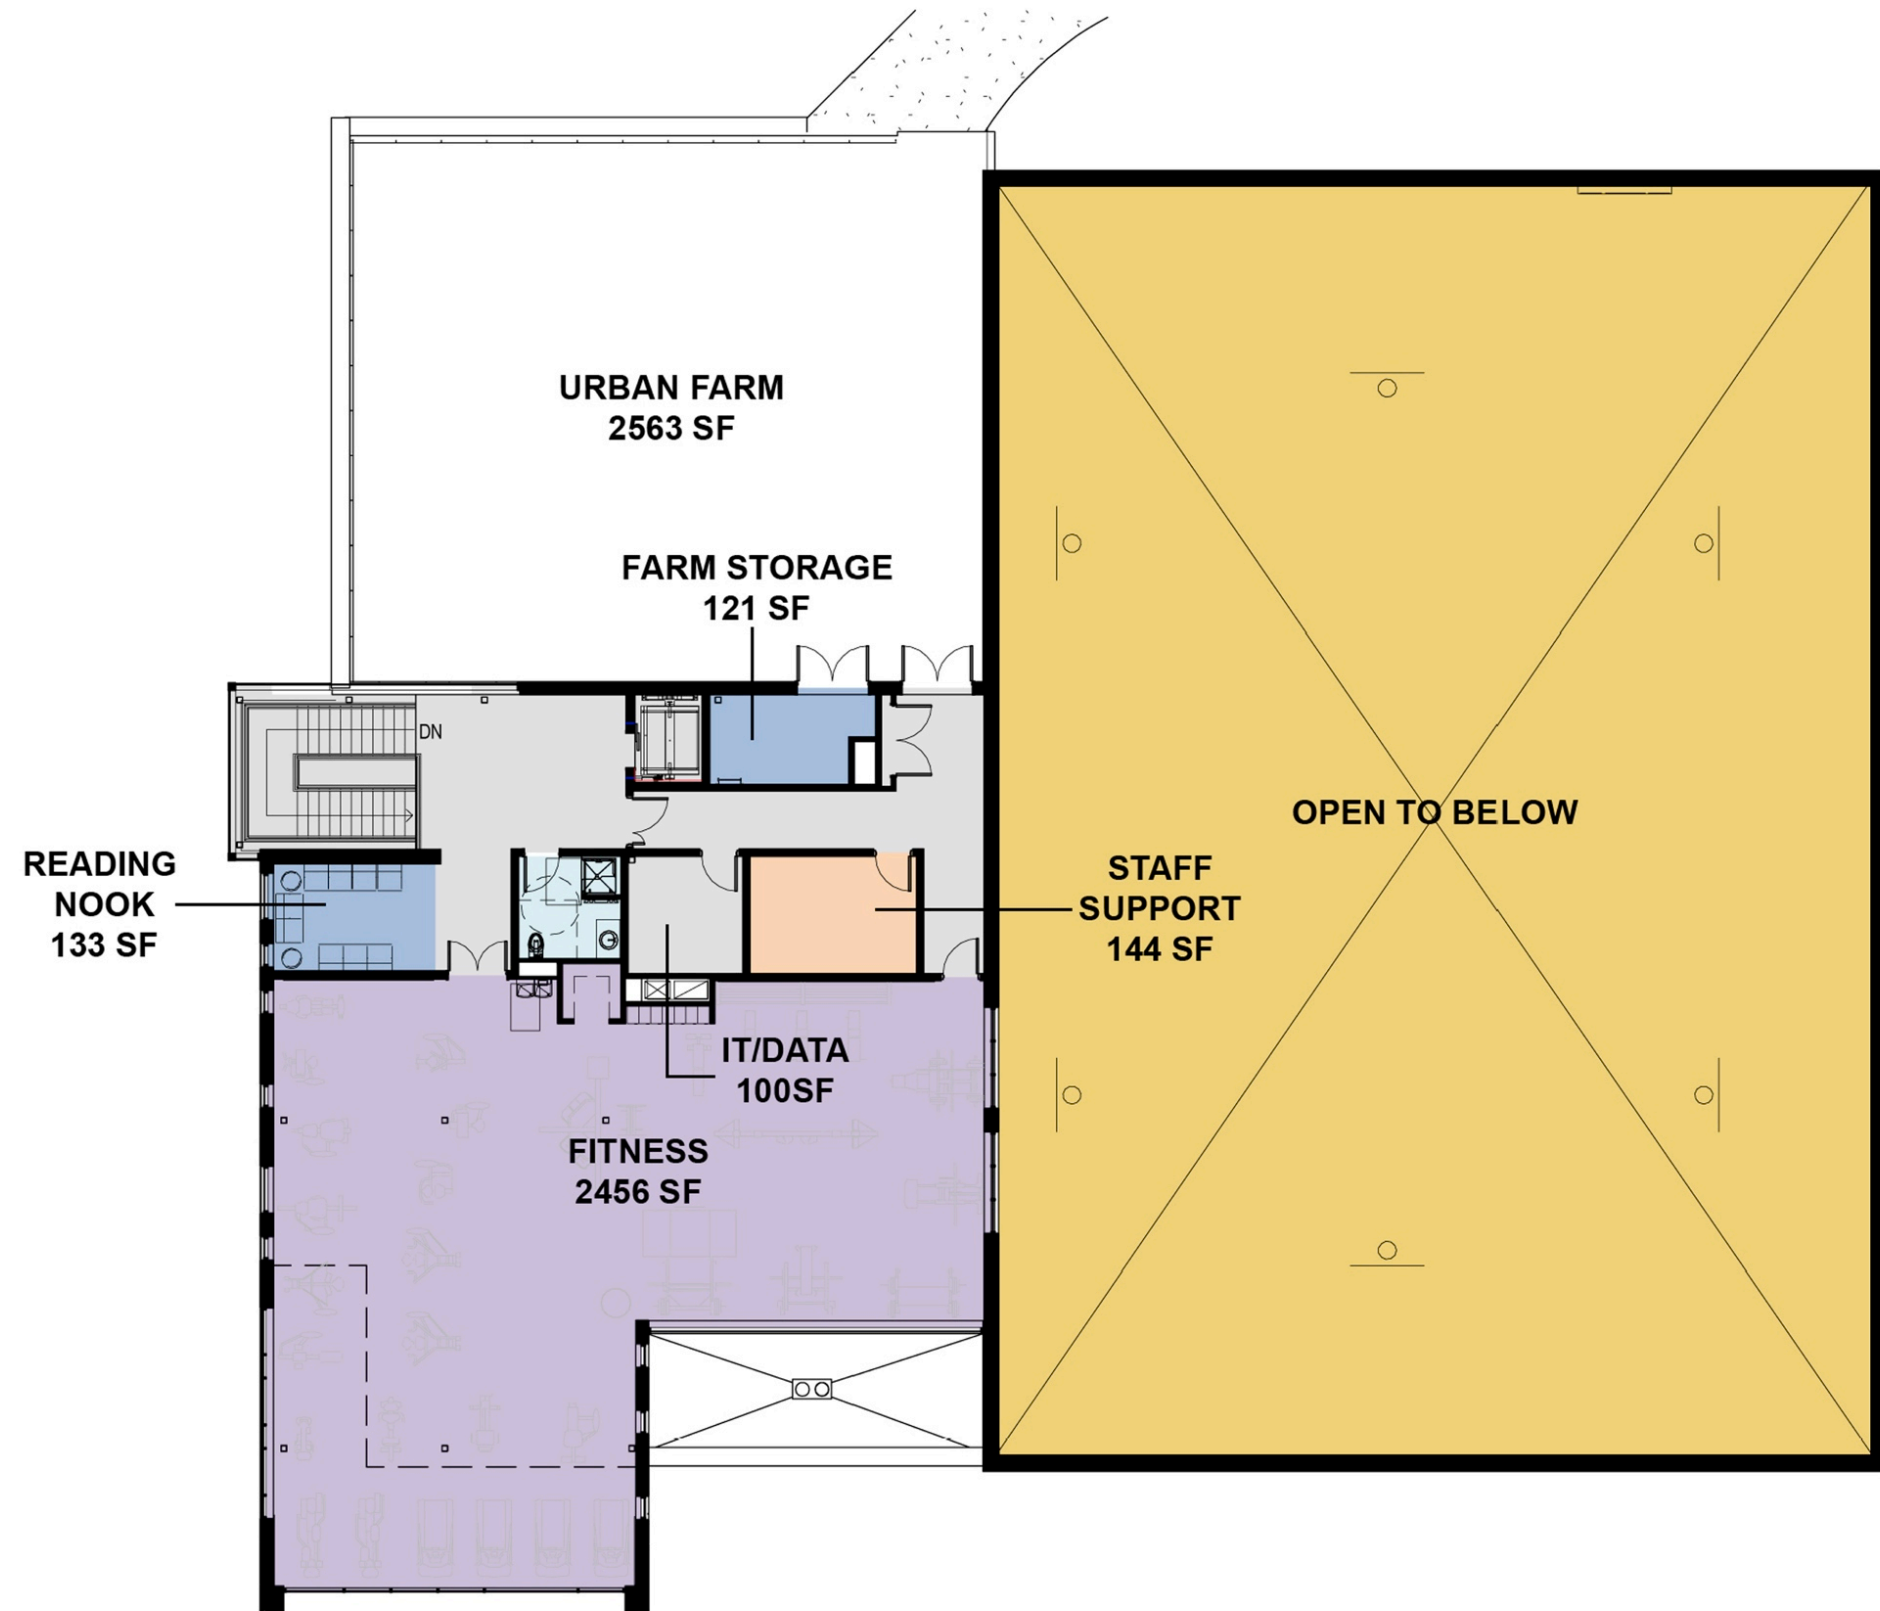 URBAN FARM
2563 SF
FARM STORAGE
121 SF
DN
OPEN TO BELOW
READING
NOOK
133 SF
STAFF
SUPPORT
144 SF
IT/DATA
100SF
FITNESS
2456 SF